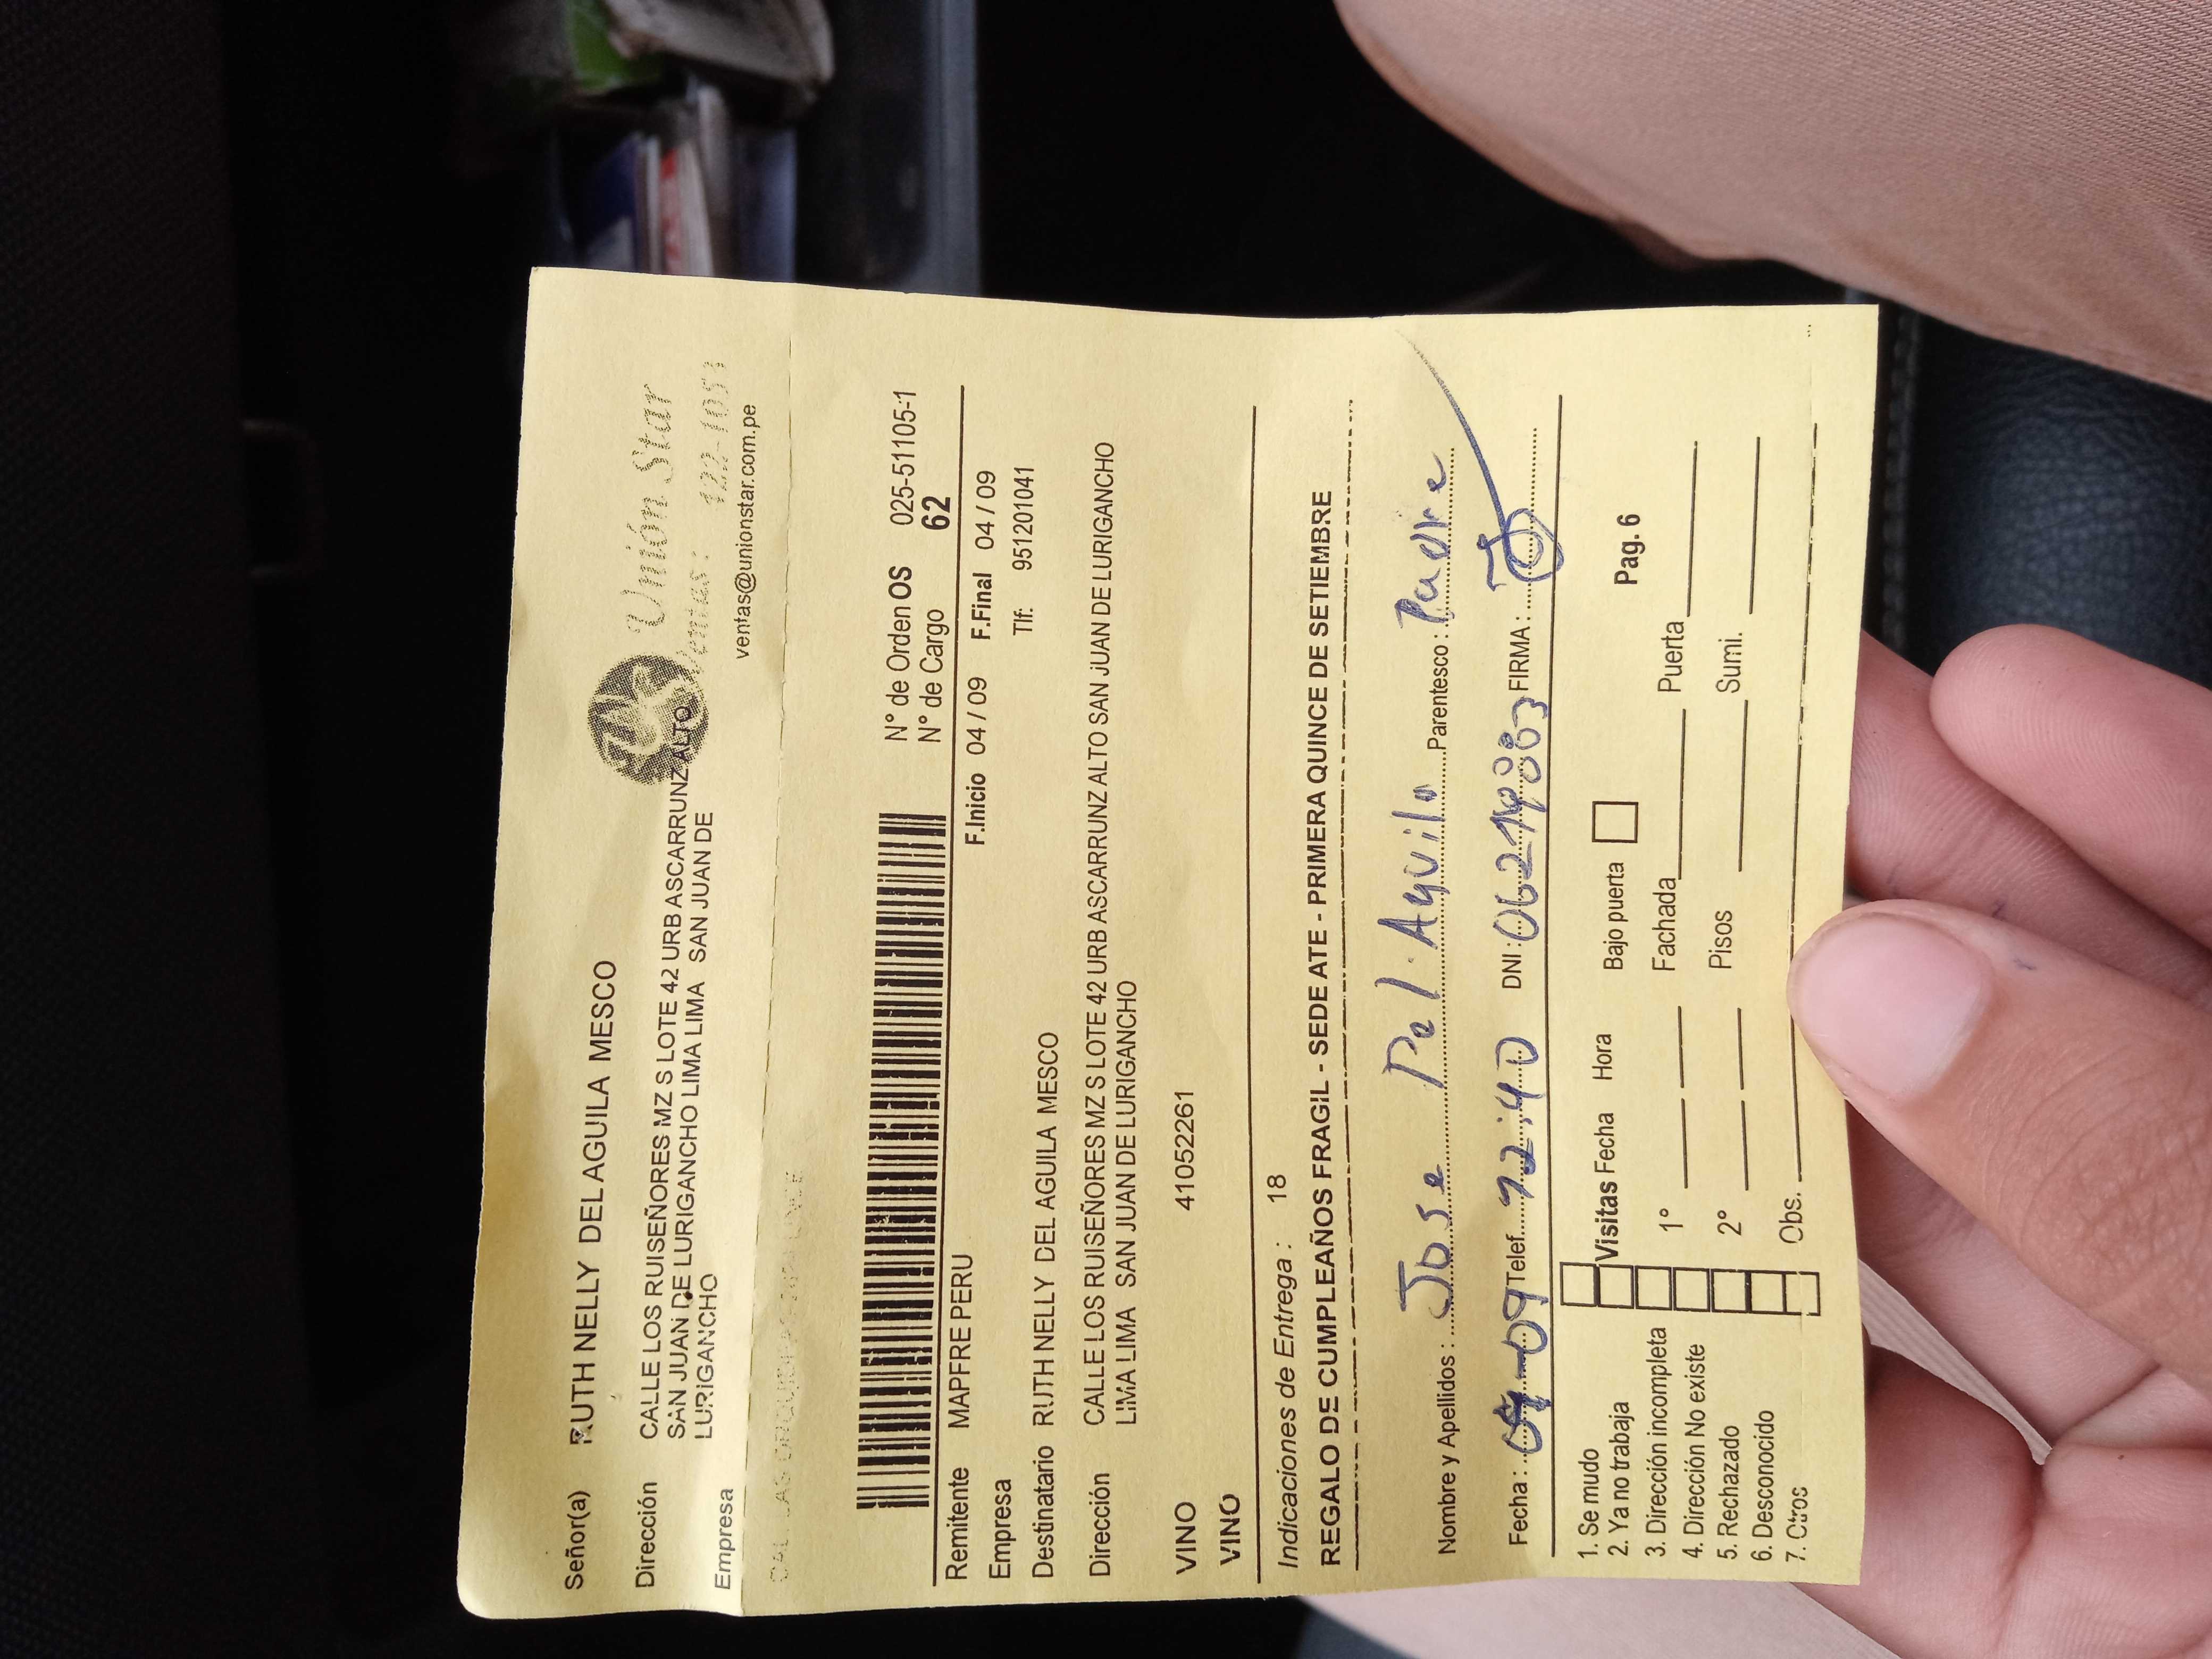 Señor(a) RUTH NELLY DEL AGUILA MESCO
Unión Star
Dirección CALLE LOS RUISEÑORES MZ S LOTE 42 URB ASCARRUNZ ALTO
SAN JUAN DE LURIGANCHO LIMA LIMA SAN JUAN DE
LURIGANCHO
Ventas:
Empresa
ventas@unionstar.com.pe
N° de Orden OS 025-51105-1
N° de Cargo 62
Remitente MAPFRE PERU
F.Inicio 04 / 09 F.Final 04 / 09
Empresa
Tlf: 951201041
Destinatario RUTH NELLY DEL AGUILA MESCO
Dirección CALLE LOS RUISEÑORES MZ S LOTE 42 URB ASCARRUNZ ALTO SAN JUAN DE LURIGANCHO
LIMA LIMA SAN JUAN DE LURIGANCHO
VINO 41052261
VINO
Indicaciones de Entrega : 18
REGALO DE CUMPLEAÑOS FRAGIL - SEDE ATE - PRIMERA QUINCE DE SETIEMBRE
Nombre y Apellidos : Jose Del Aguila Parentesco : Padre
Fecha : 04-09 Telef. 12:40 DNI : FIRMA :
1. Se mudo
2. Ya no trabaja
3. Dirección incompleta
4. Dirección No existe
5. Rechazado
6. Desconocido
7. Otros
Visitas Fecha Hora Bajo puerta Pag. 6
1° Fachada Puerta
2° Pisos Sumi.
Obs.